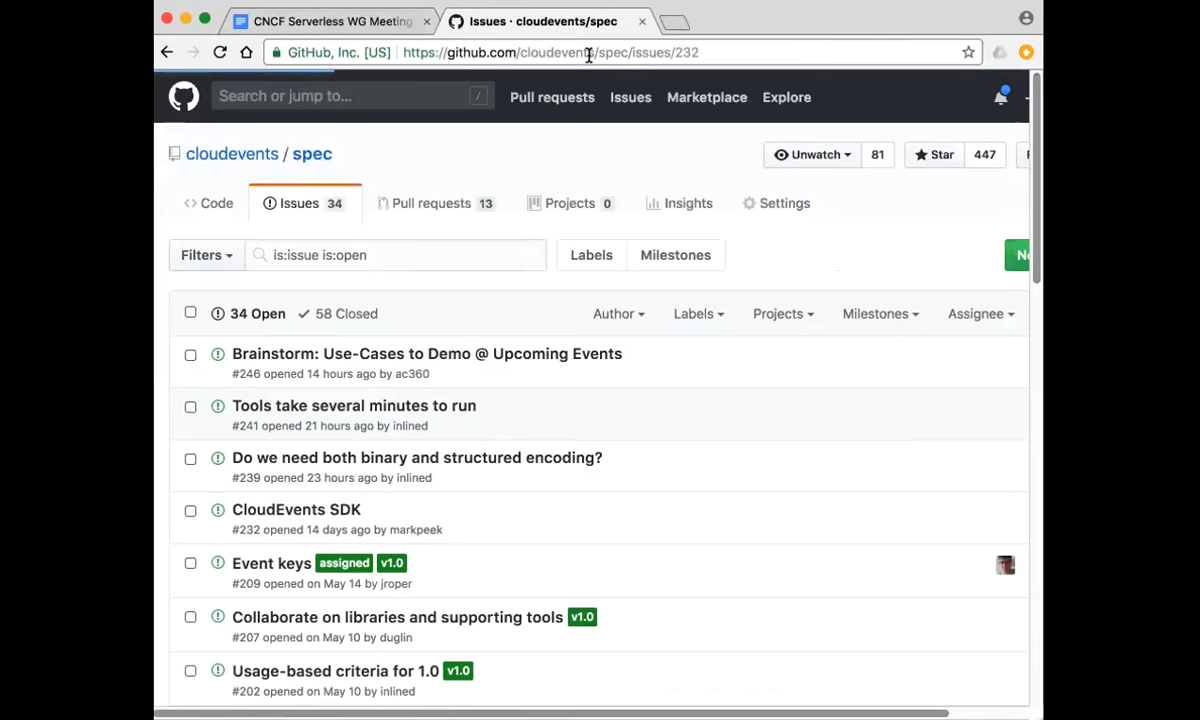 CNCF Serverless WG Meeting
Issues · cloudevents/spec
GitHub, Inc. [US] | https://github.com/cloudevents/spec/issues/232
Search or jump to... /
Pull requests Issues Marketplace Explore
cloudevents / spec
Unwatch 81 Star 447
Code Issues 34 Pull requests 13 Projects 0 Insights Settings
Filters is:issue is:open Labels Milestones
34 Open 58 Closed Author Labels Projects Milestones Assignee
Brainstorm: Use-Cases to Demo @ Upcoming Events
#246 opened 14 hours ago by ac360
Tools take several minutes to run
#241 opened 21 hours ago by inlined
Do we need both binary and structured encoding?
#239 opened 23 hours ago by inlined
CloudEvents SDK
#232 opened 14 days ago by markpeek
Event keys assigned v1.0
#209 opened on May 14 by jroper
Collaborate on libraries and supporting tools v1.0
#207 opened on May 10 by duglin
Usage-based criteria for 1.0 v1.0
#202 opened on May 10 by inlined